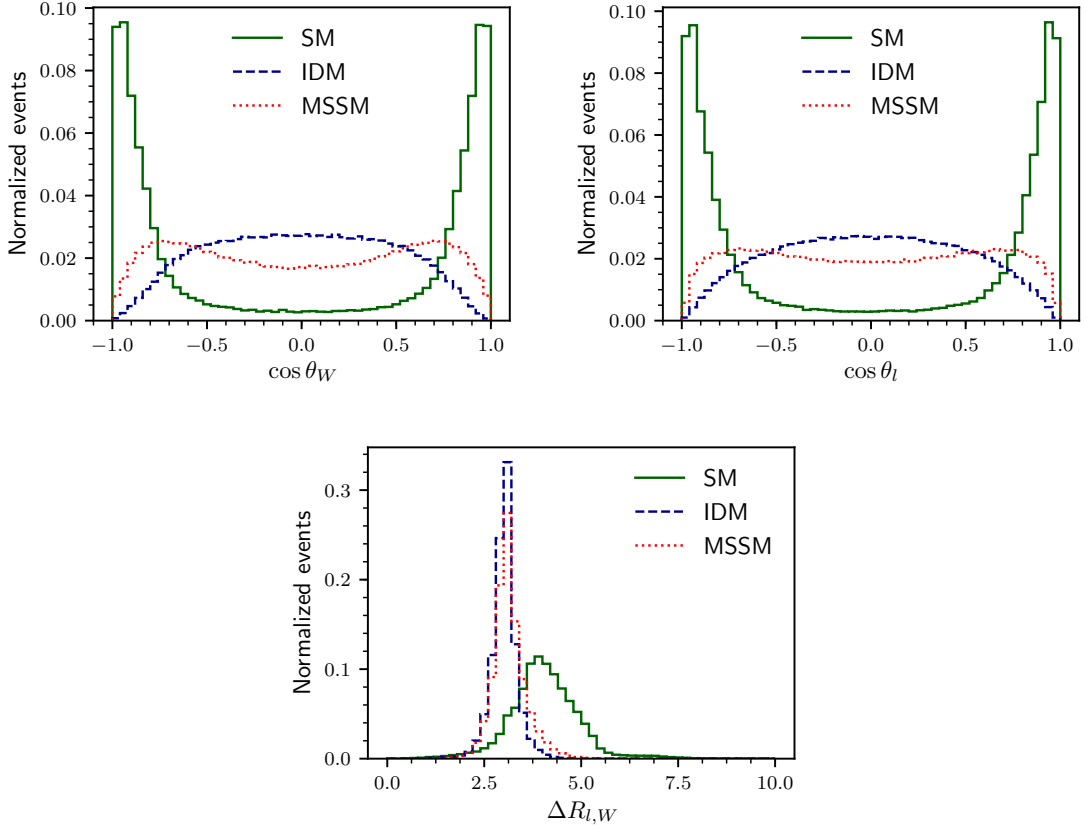 Normalized events
0.10
0.08
0.06
0.04
0.02
0.00
SM
IDM
MSSM
−1.0 −0.5 0.0 0.5 1.0
cos θ_W
Normalized events
0.10
0.08
0.06
0.04
0.02
0.00
SM
IDM
MSSM
−1.0 −0.5 0.0 0.5 1.0
cos θ_l
Normalized events
0.3
0.2
0.1
0.0
SM
IDM
MSSM
0.0 2.5 5.0 7.5 10.0
ΔR_{l,W}